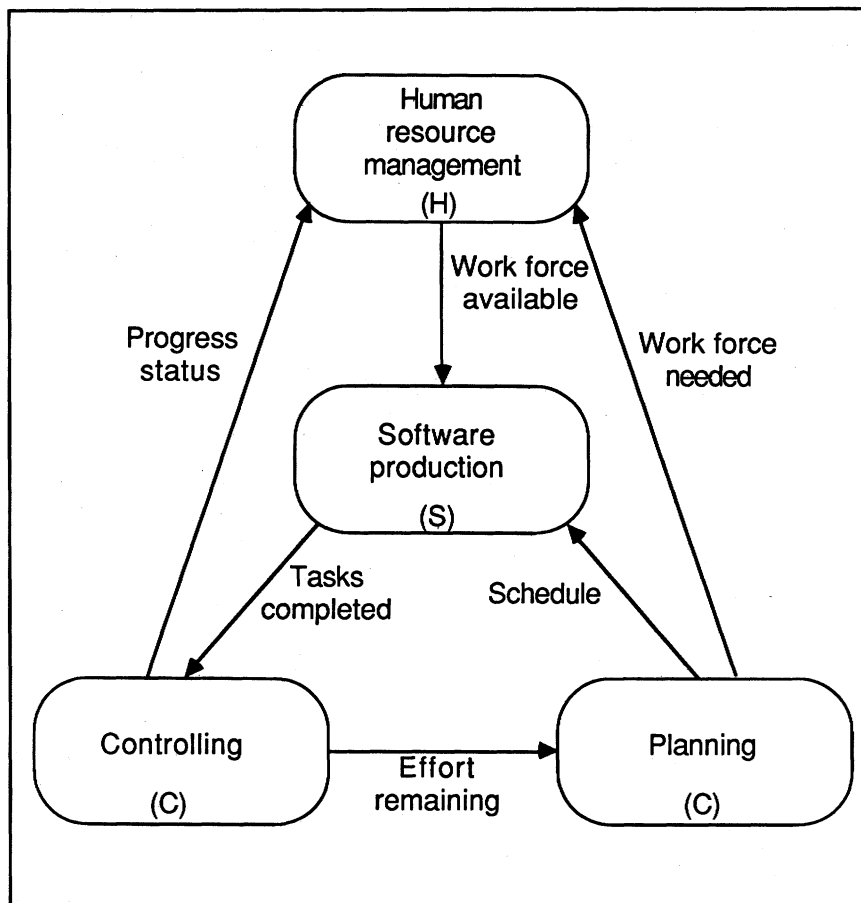 Human
resource
management
(H)
Work force
available
Progress
status
Work force
needed
Software
production
(S)
Tasks
completed
Schedule
Controlling
(C)
Effort
remaining
Planning
(C)